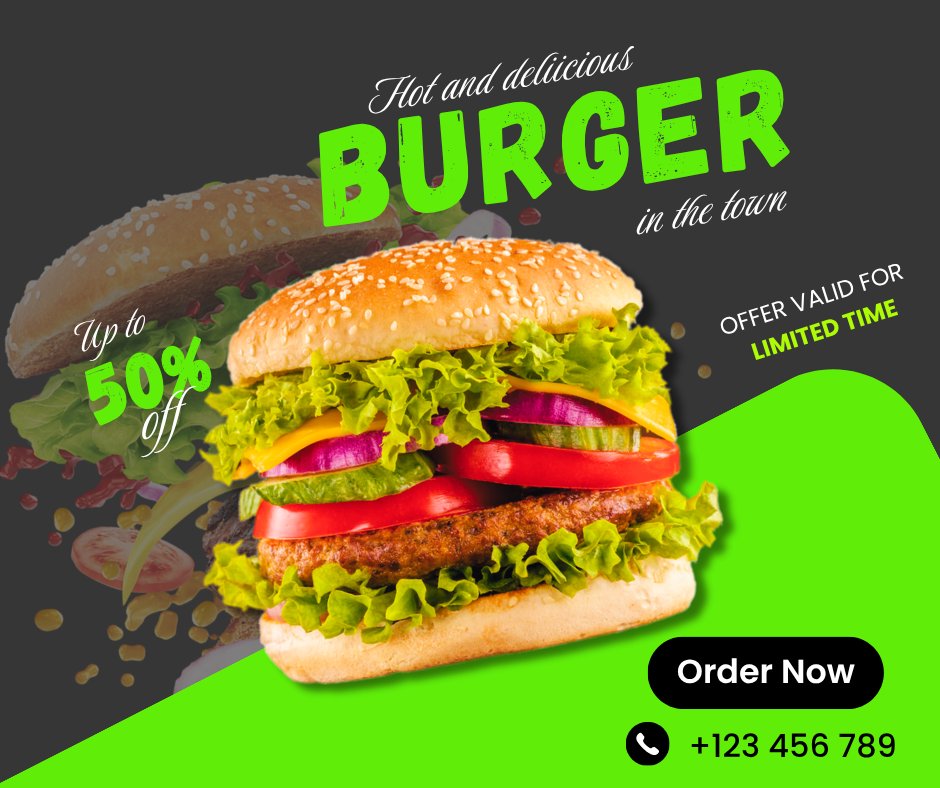 Hot and deliicious
BURGER
in the town
Up to
50%
off
OFFER VALID FOR
LIMITED TIME
Order Now
+123 456 789